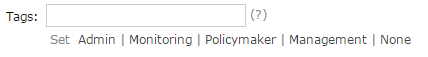 Tags: (?)
Set Admin | Monitoring | Policymaker | Management | None